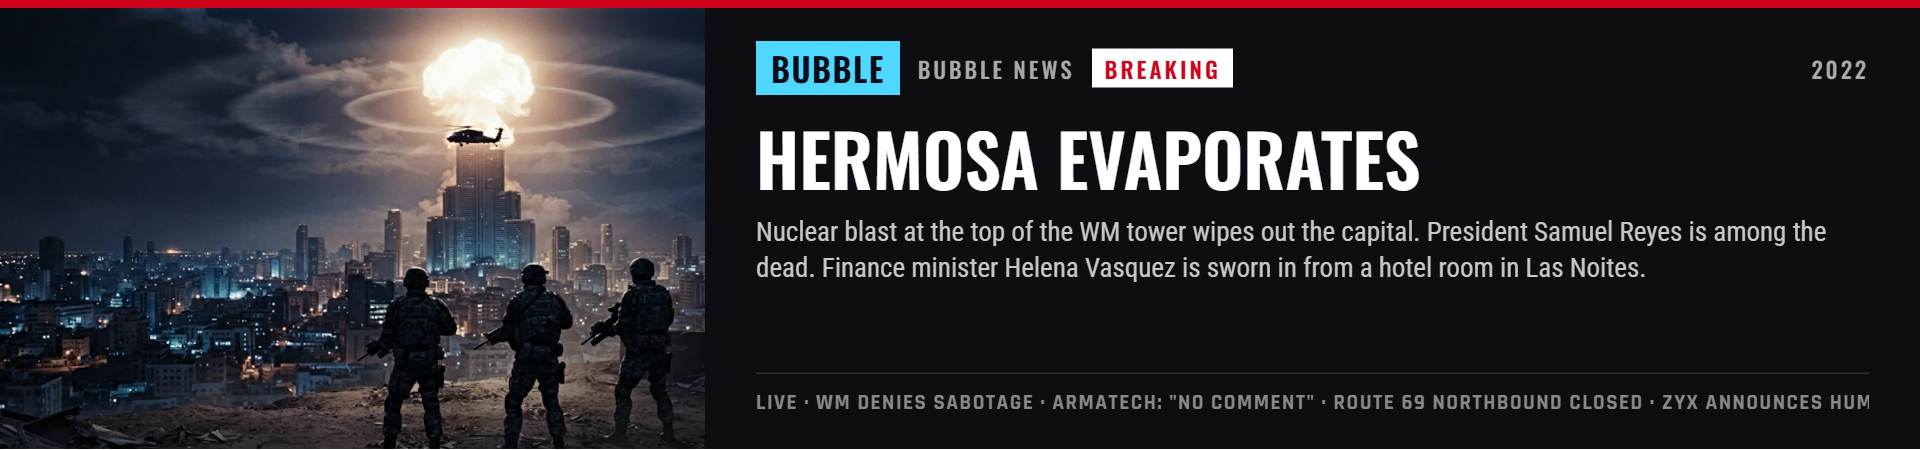 BUBBLE BUBBLE NEWS BREAKING 2022
HERMOSA EVAPORATES
Nuclear blast at the top of the WM tower wipes out the capital. President Samuel Reyes is among the
dead. Finance minister Helena Vasquez is sworn in from a hotel room in Las Noites.
LIVE · WM DENIES SABOTAGE · ARMATECH: "NO COMMENT" · ROUTE 69 NORTHBOUND CLOSED · ZYX ANNOUNCES HUM